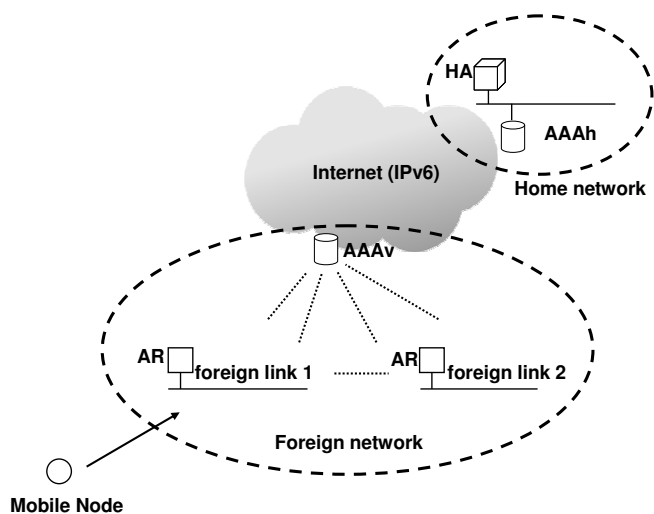 HA
AAAh
Internet (IPv6)
Home network
AAAv
AR
foreign link 1
AR
foreign link 2
Foreign network
Mobile Node